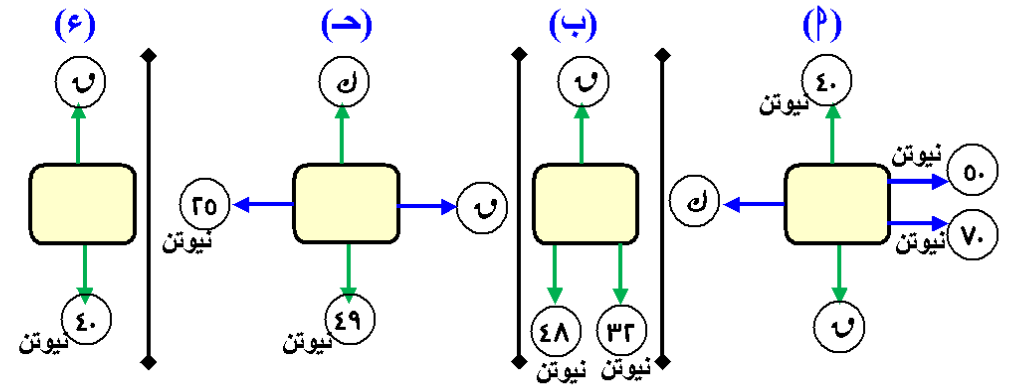 (أ) (ب) (حـ) (ء)
٤٠ نيوتن
نيوتن ٥٠
نيوتن ٧٠
ك
ق
ق
٣٢ نيوتن
٤٨ نيوتن
ك
ق
٢٥ نيوتن
٤٩ نيوتن
ق
٤٠ نيوتن